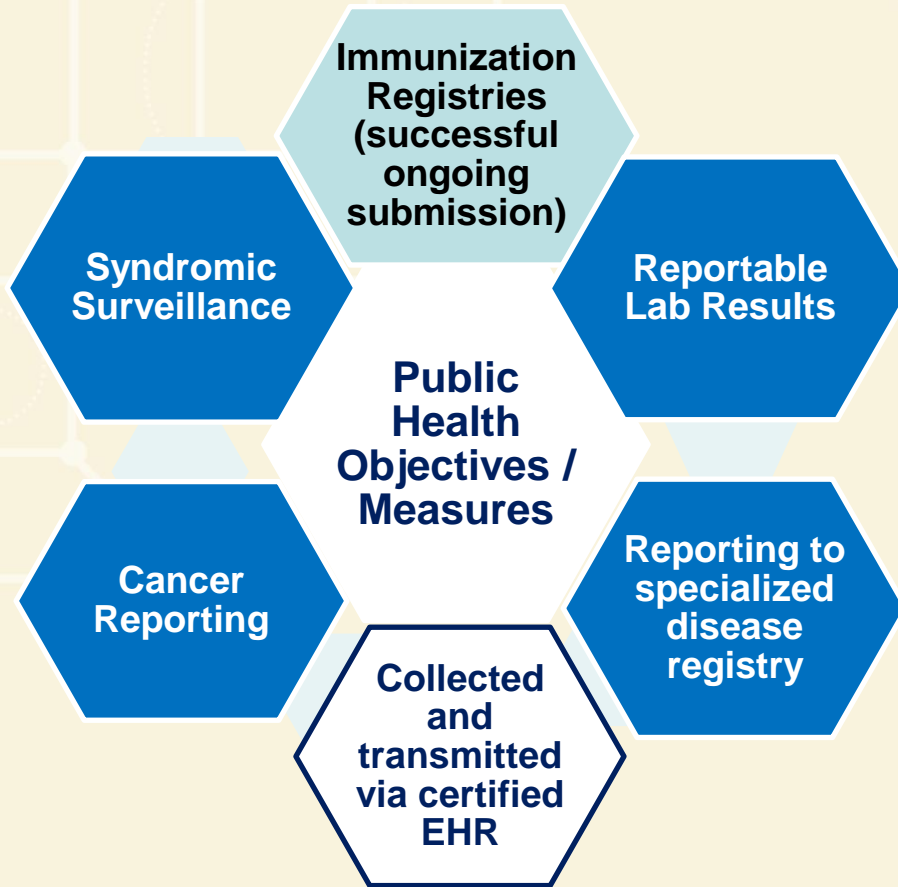 Immunization
Registries
(successful
ongoing
submission)
Syndromic
Surveillance
Reportable
Lab Results
Public
Health
Objectives /
Measures
Cancer
Reporting
Reporting to
specialized
disease
registry
Collected
and
transmitted
via certified
EHR